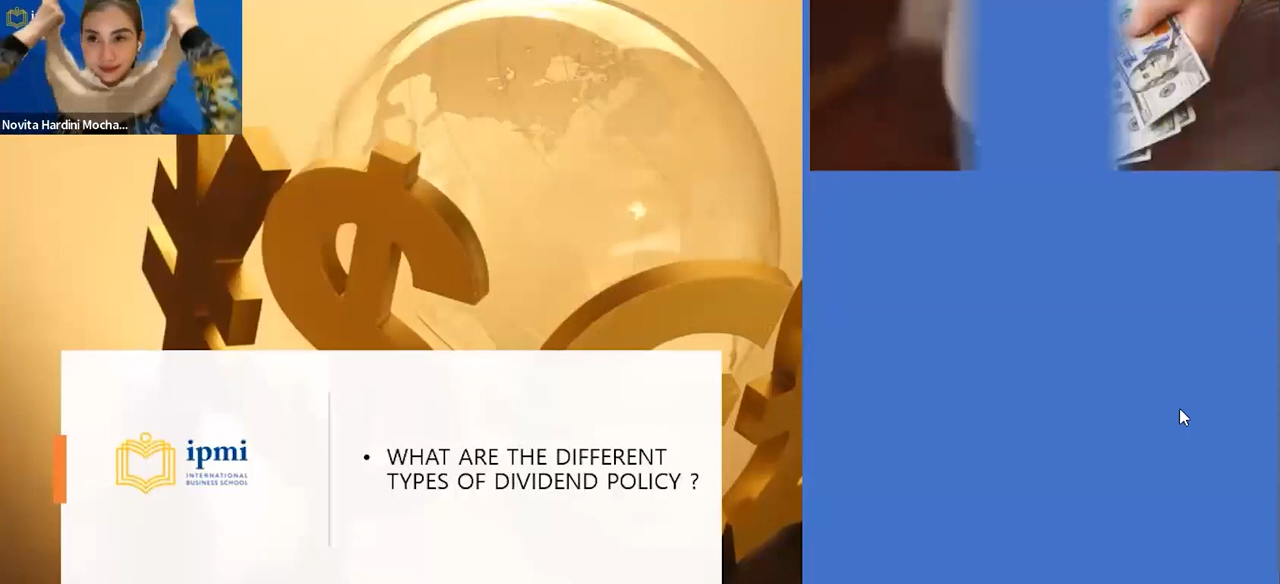 Novita Hardini Mocha...
ipmi
INTERNATIONAL
BUSINESS SCHOOL
• WHAT ARE THE DIFFERENT
TYPES OF DIVIDEND POLICY ?